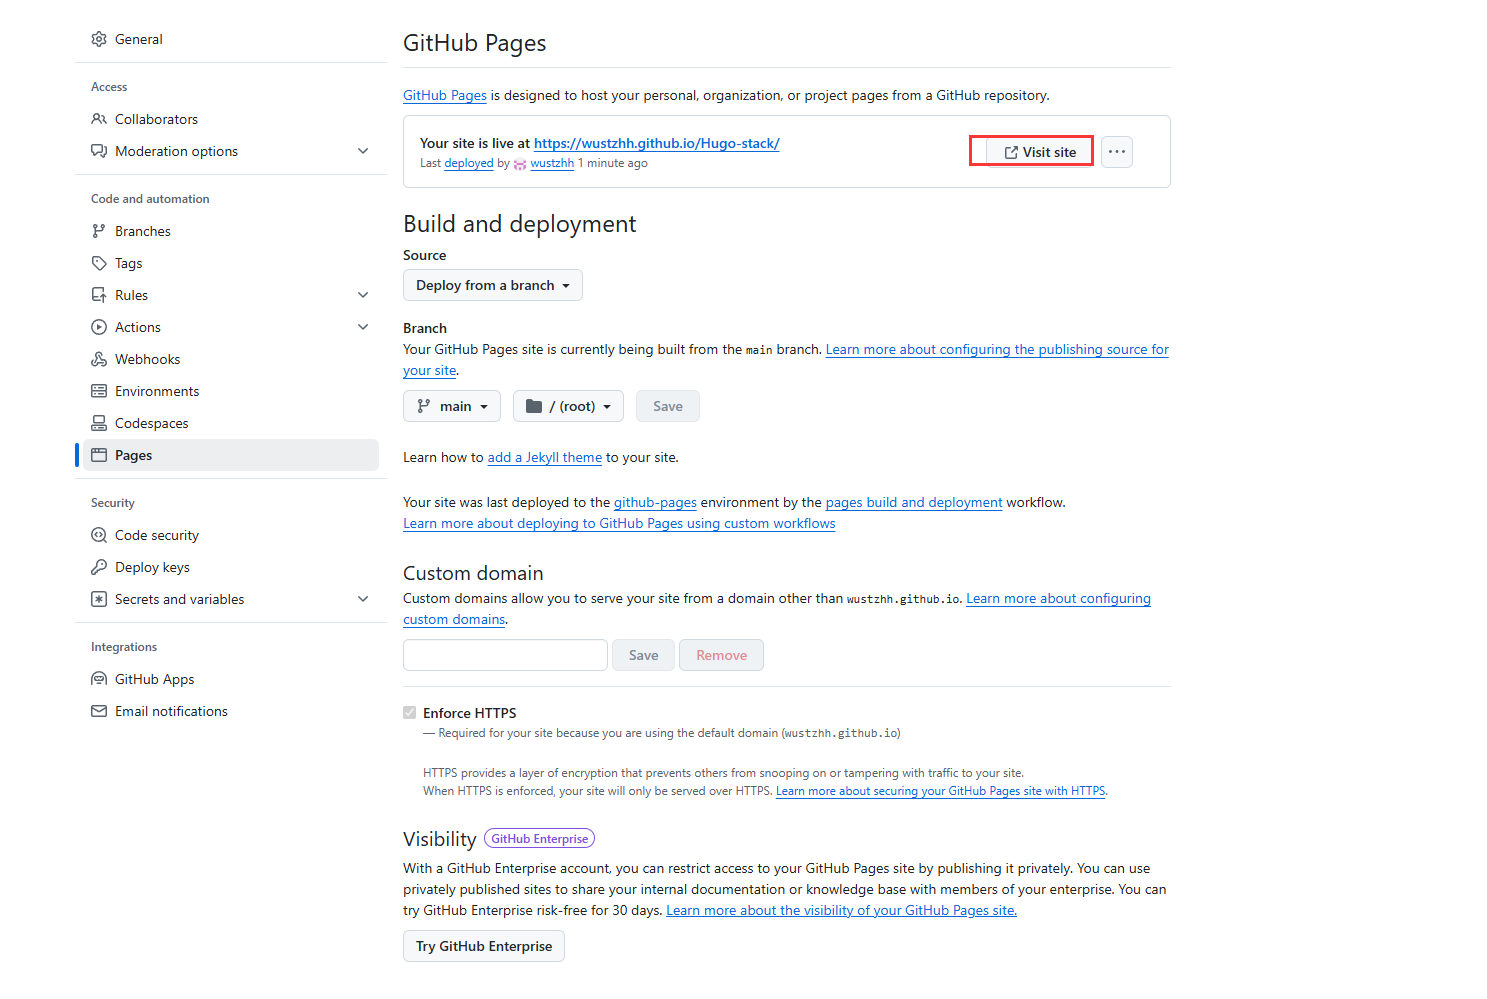 General
Access
Collaborators
Moderation options
Code and automation
Branches
Tags
Rules
Actions
Webhooks
Environments
Codespaces
Pages
Security
Code security
Deploy keys
Secrets and variables
Integrations
GitHub Apps
Email notifications
GitHub Pages
GitHub Pages is designed to host your personal, organization, or project pages from a GitHub repository.
Your site is live at https://wustzhh.github.io/Hugo-stack/
Last deployed by wustzhh 1 minute ago
Visit site
Build and deployment
Source
Deploy from a branch
Branch
Your GitHub Pages site is currently being built from the main branch. Learn more about configuring the publishing source for
your site.
main / (root) Save
Learn how to add a Jekyll theme to your site.
Your site was last deployed to the github-pages environment by the pages build and deployment workflow.
Learn more about deploying to GitHub Pages using custom workflows
Custom domain
Custom domains allow you to serve your site from a domain other than wustzhh.github.io. Learn more about configuring
custom domains.
Save Remove
Enforce HTTPS
— Required for your site because you are using the default domain (wustzhh.github.io)
HTTPS provides a layer of encryption that prevents others from snooping on or tampering with traffic to your site.
When HTTPS is enforced, your site will only be served over HTTPS. Learn more about securing your GitHub Pages site with HTTPS.
Visibility GitHub Enterprise
With a GitHub Enterprise account, you can restrict access to your GitHub Pages site by publishing it privately. You can use
privately published sites to share your internal documentation or knowledge base with members of your enterprise. You can
try GitHub Enterprise risk-free for 30 days. Learn more about the visibility of your GitHub Pages site.
Try GitHub Enterprise